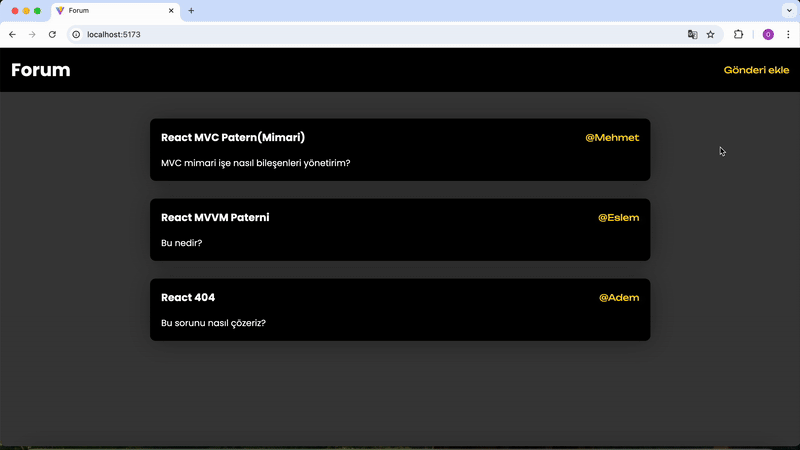 Forum
localhost:5173
O
Forum
Gönderi ekle
React MVC Patern(Mimari)
@Mehmet
MVC mimari işe nasıl bileşenleri yönetirim?
React MVVM Paterni
@Eslem
Bu nedir?
React 404
@Adem
Bu sorunu nasıl çözeriz?